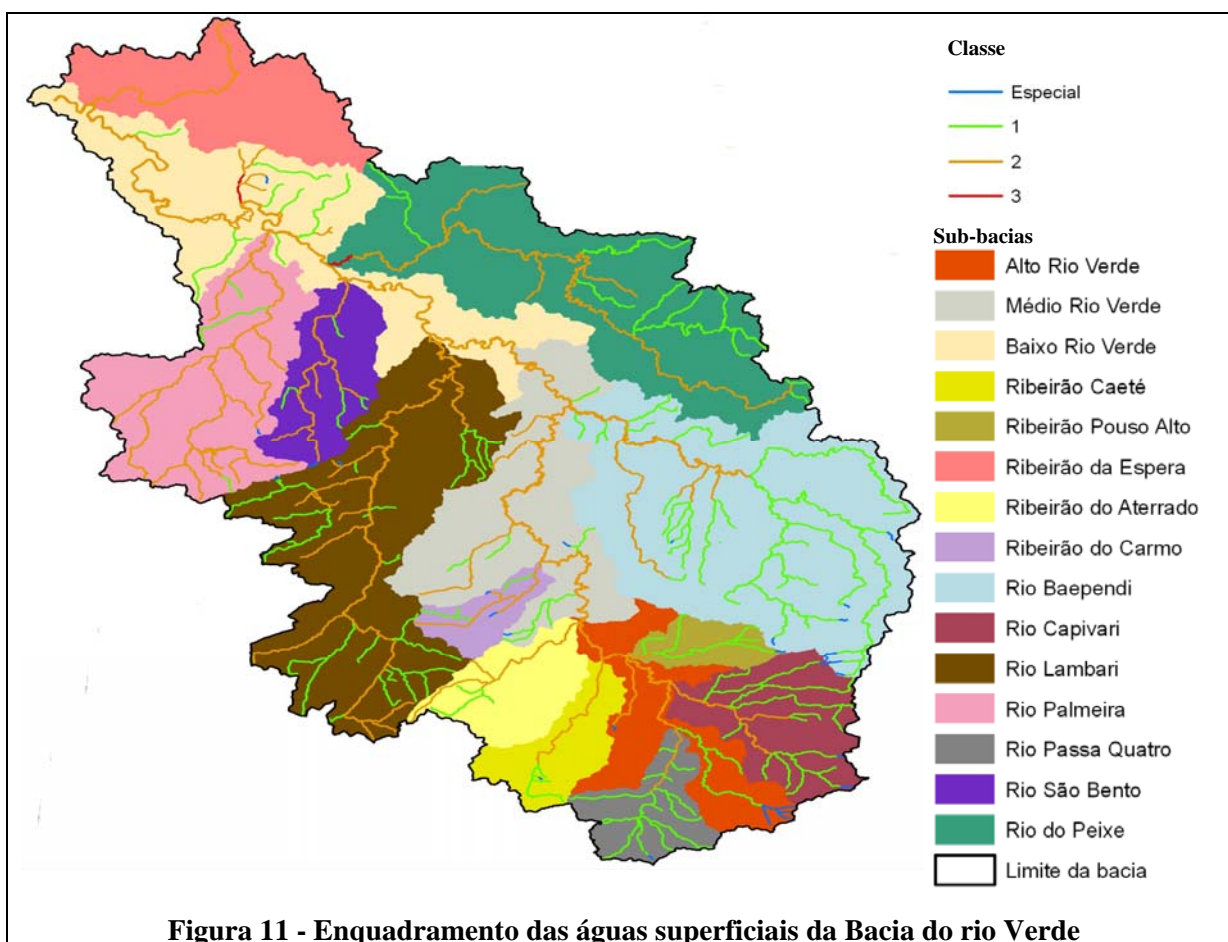 Classe
Especial
1
2
3
Sub-bacias
Alto Rio Verde
Médio Rio Verde
Baixo Rio Verde
Ribeirão Caeté
Ribeirão Pouso Alto
Ribeirão da Espera
Ribeirão do Aterrado
Ribeirão do Carmo
Rio Baependi
Rio Capivari
Rio Lambari
Rio Palmeira
Rio Passa Quatro
Rio São Bento
Rio do Peixe
Limite da bacia
Figura 11 - Enquadramento das águas superficiais da Bacia do rio Verde